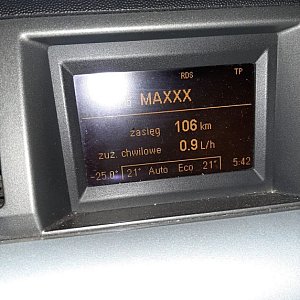 RDS TP
MAXXX
zasięg 106 km
zuż. chwilowe 0.9 L/h
-25.0° 21° Auto Eco 21° 5:42